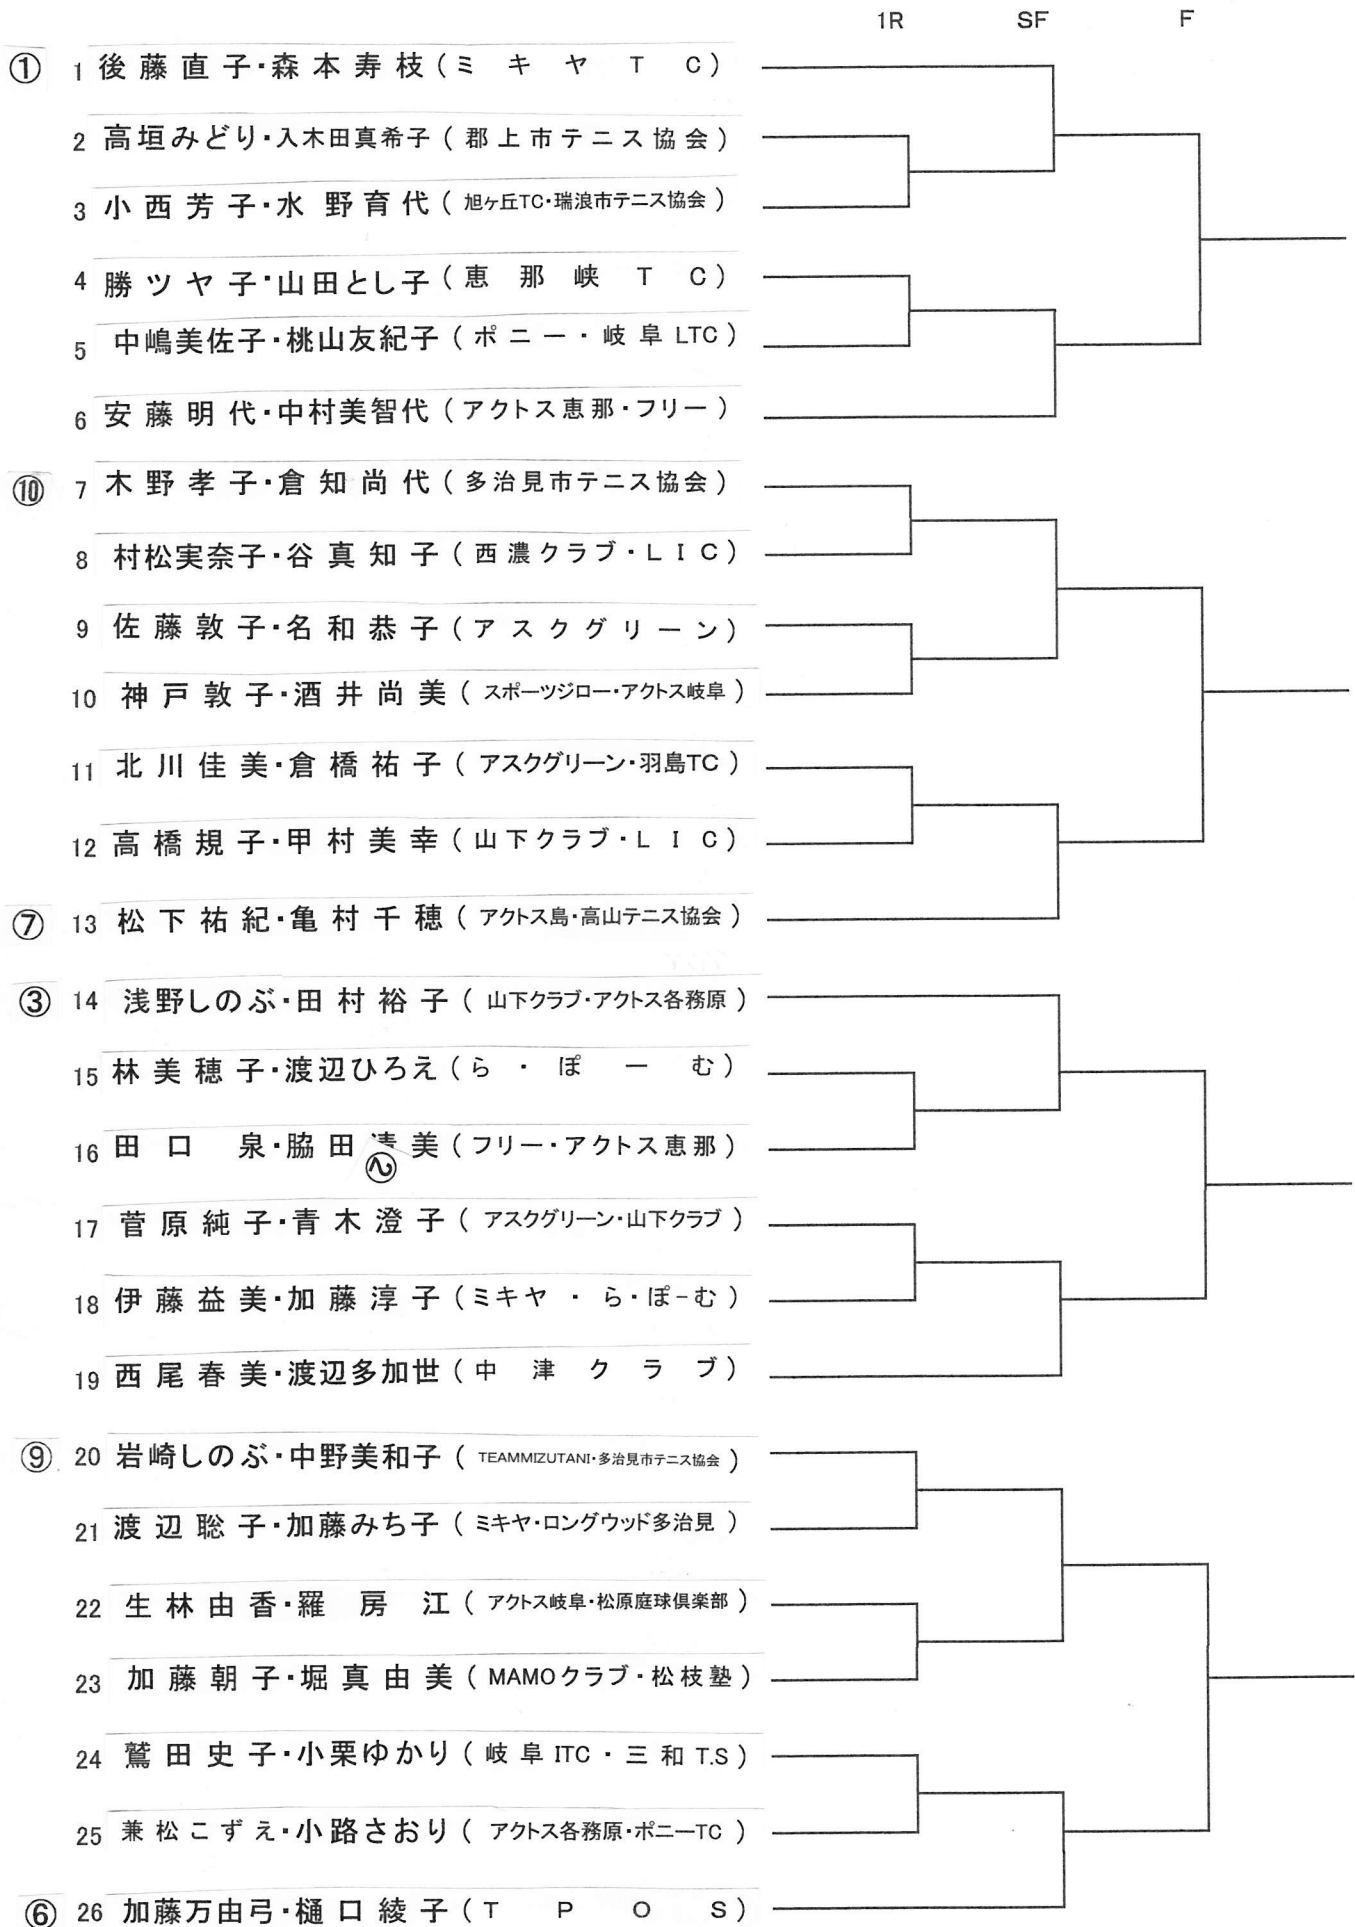 1R SF F
① 1 後藤直子・森本寿枝(ミキヤTC)
2 高垣みどり・入木田真希子(郡上市テニス協会)
3 小西芳子・水野育代(旭ヶ丘TC・瑞浪市テニス協会)
4 勝ツヤ子・山田とし子(恵那峡TC)
5 中嶋美佐子・桃山友紀子(ポニー・岐阜LTC)
6 安藤明代・中村美智代(アクトス恵那・フリー)
⑩ 7 木野孝子・倉知尚代(多治見市テニス協会)
8 村松実奈子・谷真知子(西濃クラブ・LIC)
9 佐藤敦子・名和恭子(アスクグリーン)
10 神戸敦子・酒井尚美(スポーツジロー・アクトス岐阜)
11 北川佳美・倉橋祐子(アスクグリーン・羽島TC)
12 高橋規子・甲村美幸(山下クラブ・LIC)
⑦ 13 松下祐紀・亀村千穂(アクトス島・高山テニス協会)
③ 14 浅野しのぶ・田村裕子(山下クラブ・アクトス各務原)
15 林美穂子・渡辺ひろえ(ら・ぽーむ)
16 田口 泉・脇田清美(フリー・アクトス恵那)
17 菅原純子・青木澄子(アスクグリーン・山下クラブ)
18 伊藤益美・加藤淳子(ミキヤ・ら・ぽーむ)
19 西尾春美・渡辺多加世(中津クラブ)
⑨ 20 岩崎しのぶ・中野美和子(TEAMMIZUTANI・多治見市テニス協会)
21 渡辺聡子・加藤みち子(ミキヤ・ロングウッド多治見)
22 生林由香・羅房江(アクトス岐阜・松原庭球倶楽部)
23 加藤朝子・堀真由美(MAMOクラブ・松枝塾)
24 鷲田史子・小栗ゆかり(岐阜ITC・三和T.S)
25 兼松こずえ・小路さおり(アクトス各務原・ポニーTC)
⑥ 26 加藤万由弓・樋口綾子(TPOS)